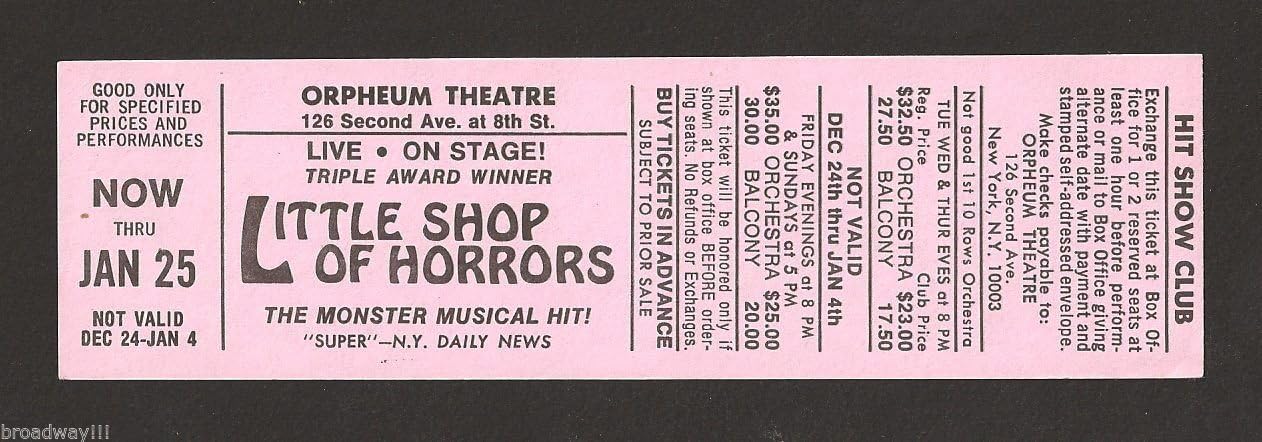 GOOD ONLY
FOR SPECIFIED
PRICES AND
PERFORMANCES
NOW
THRU
JAN 25
NOT VALID
DEC 24-JAN 4
ORPHEUM THEATRE
126 Second Ave. at 8th St.
LIVE • ON STAGE!
TRIPLE AWARD WINNER
LITTLE SHOP
OF HORRORS
THE MONSTER MUSICAL HIT!
"SUPER"—N.Y. DAILY NEWS
HIT SHOW CLUB
Exchange this ticket at Box Of-
fice for 1 or 2 reserved seats at
least one hour before perform-
ance or mail to Box Office giving
alternate date with payment and
stamped self-addressed envelope.
Make checks payable to:
ORPHEUM THEATRE
126 Second Ave.
New York, N.Y. 10003
Not good 1st 10 Rows Orchestra
TUE WED & THUR EVES at 8 PM
Reg. Price Club Price
$32.50 ORCHESTRA $23.00
27.50 BALCONY 17.50
NOT VALID
DEC 24th thru JAN 4th
FRIDAY EVENINGS at 8 PM
& SUNDAYS at 5 PM
$35.00 ORCHESTRA $25.00
30.00 BALCONY 20.00
This ticket will be honored only if
shown at box office BEFORE order-
ing seats. No Refunds or Exchanges.
BUY TICKETS IN ADVANCE
SUBJECT TO PRIOR SALE
broadway!!!